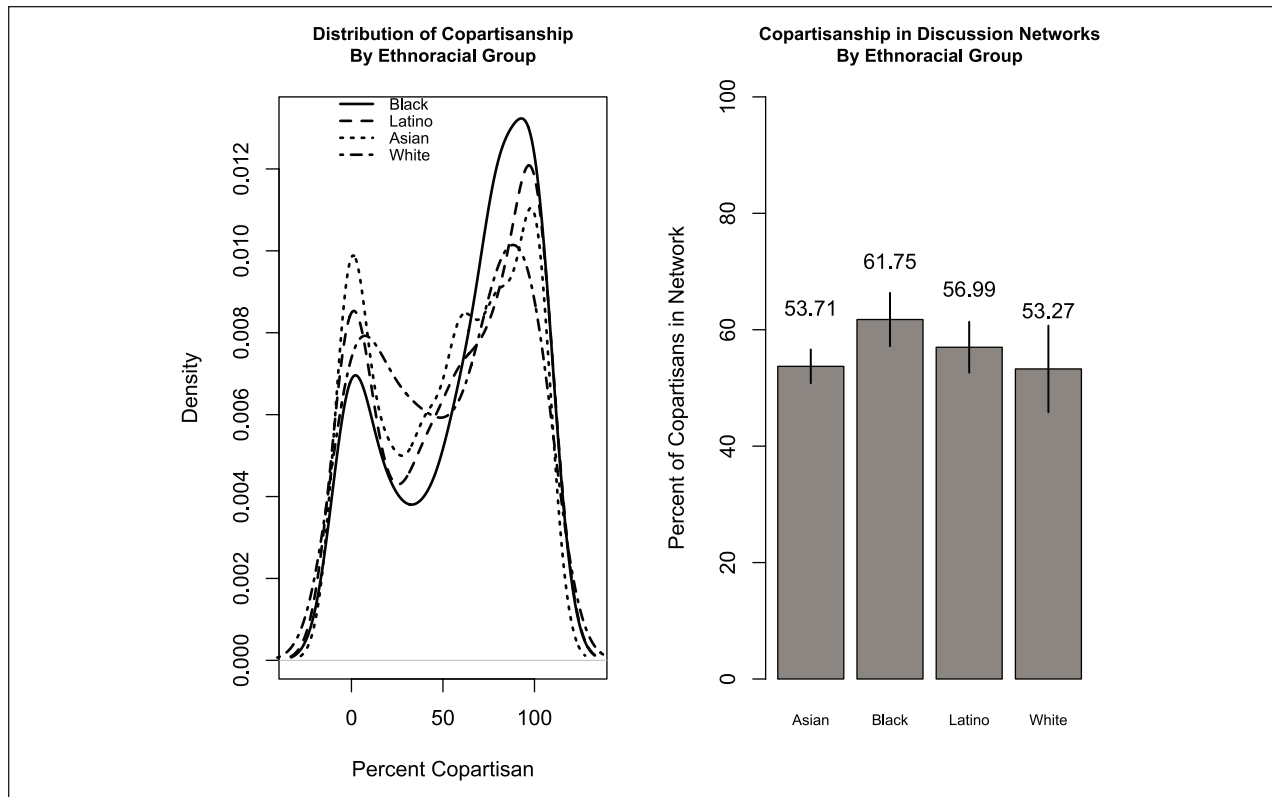 Distribution of Copartisanship
By Ethnoracial Group
Black
Latino
Asian
White
Density
0.000
0.002
0.004
0.006
0.008
0.010
0.012
0
50
100
Percent Copartisan
Copartisanship in Discussion Networks
By Ethnoracial Group
Percent of Copartisans in Network
0
20
40
60
80
100
53.71
61.75
56.99
53.27
Asian
Black
Latino
White